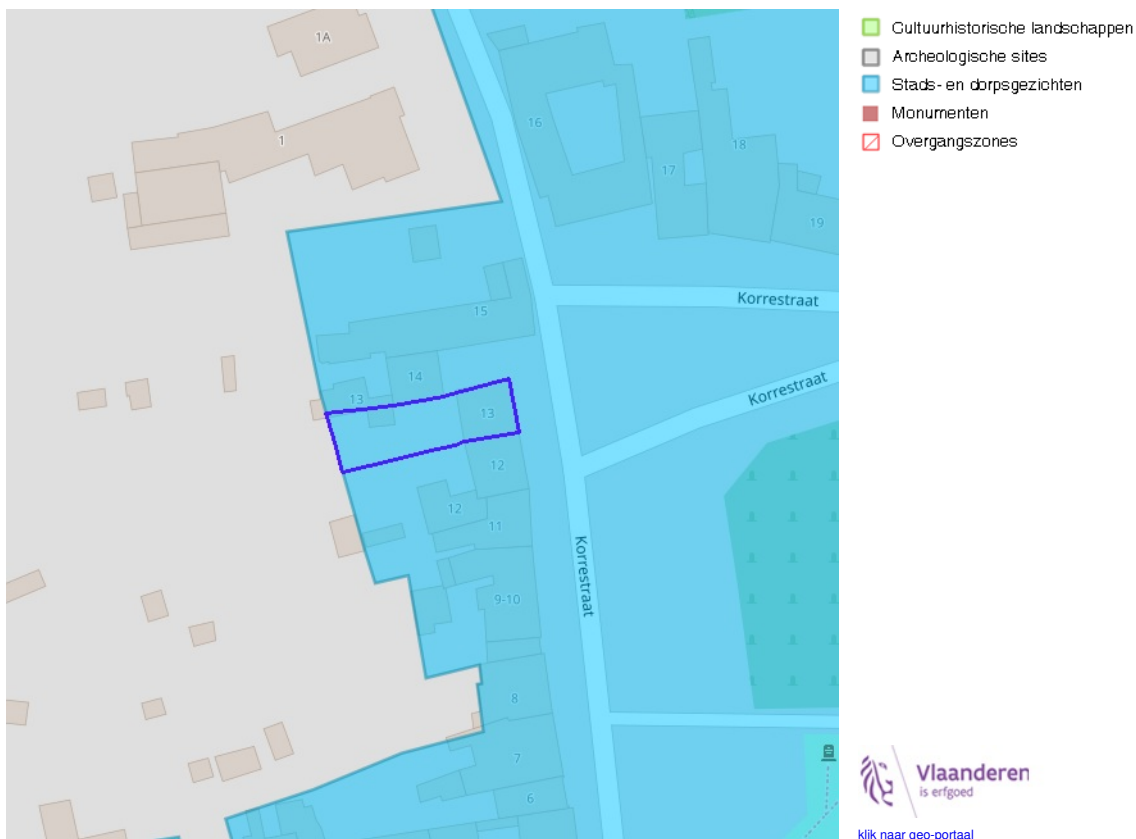 1A
1
16
17
18
19
Korrestraat
15
14
Korrestraat
13
13
12
12
11
Korrestraat
9-10
8
7
6
Cultuurhistorische landschappen
Archeologische sites
Stads- en dorpsgezichten
Monumenten
Overgangszones
Vlaanderen
is erfgoed
klik naar geo-portaal